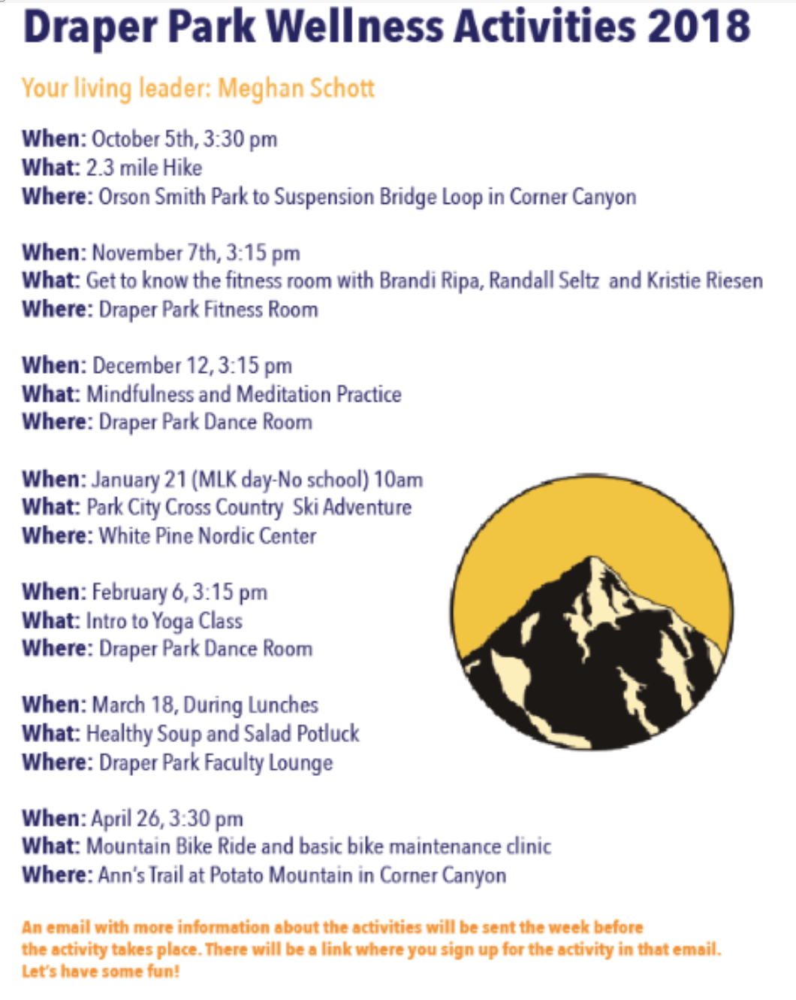 Draper Park Wellness Activities 2018
Your living leader: Meghan Schott
When: October 5th, 3:30 pm
What: 2.3 mile Hike
Where: Orson Smith Park to Suspension Bridge Loop in Corner Canyon
When: November 7th, 3:15 pm
What: Get to know the fitness room with Brandi Ripa, Randall Seltz and Kristie Riesen
Where: Draper Park Fitness Room
When: December 12, 3:15 pm
What: Mindfulness and Meditation Practice
Where: Draper Park Dance Room
When: January 21 (MLK day-No school) 10am
What: Park City Cross Country Ski Adventure
Where: White Pine Nordic Center
When: February 6, 3:15 pm
What: Intro to Yoga Class
Where: Draper Park Dance Room
When: March 18, During Lunches
What: Healthy Soup and Salad Potluck
Where: Draper Park Faculty Lounge
When: April 26, 3:30 pm
What: Mountain Bike Ride and basic bike maintenance clinic
Where: Ann's Trail at Potato Mountain in Corner Canyon
An email with more information about the activities will be sent the week before
the activity takes place. There will be a link where you sign up for the activity in that email.
Let's have some fun!